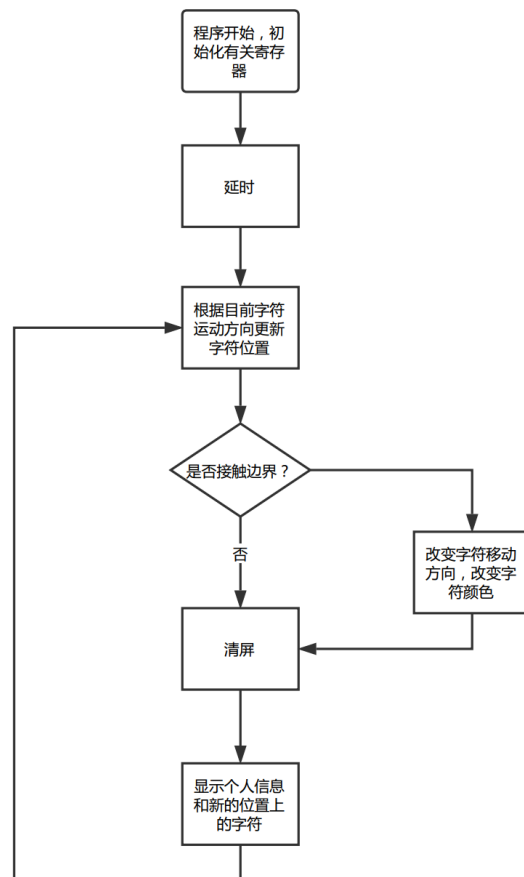 程序开始，初
始化有关寄存
器
延时
根据目前字符
运动方向更新
字符位置
是否接触边界？
否
改变字符移动
方向，改变字
符颜色
清屏
显示个人信息
和新的位置上
的字符